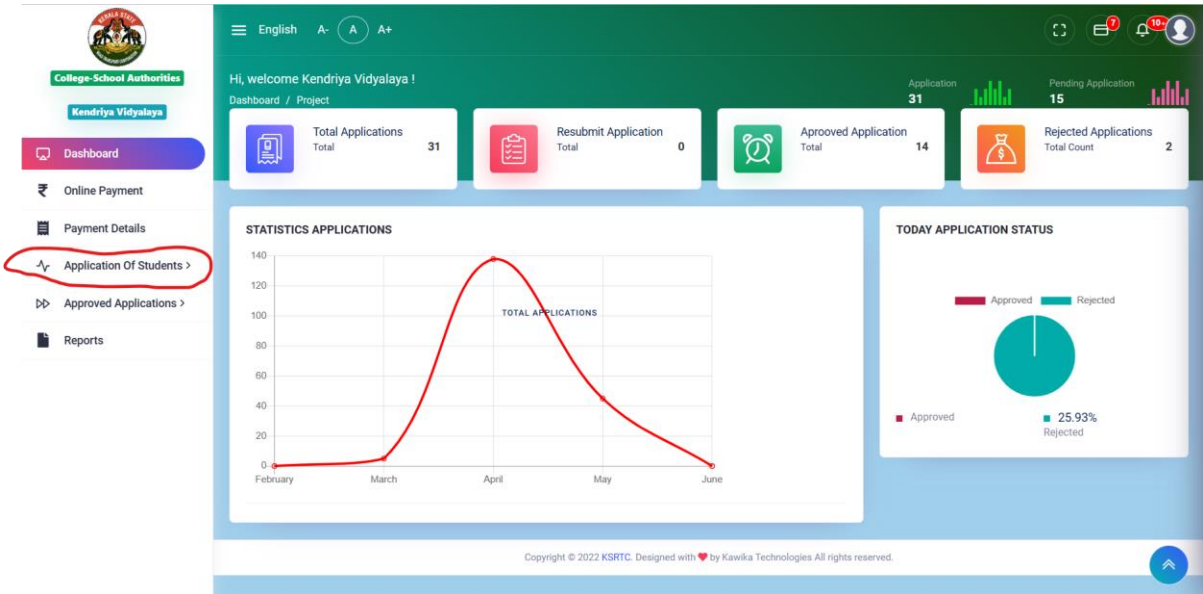 KERALA STATE
College-School Authorities
Kendriya Vidyalaya
Dashboard
₹ Online Payment
Payment Details
Application Of Students >
Approved Applications >
Reports
English A- A A+
7
10+
Hi, welcome Kendriya Vidyalaya !
Dashboard / Project
Application
31
Pending Application
15
Total Applications
Total 31
Resubmit Application
Total 0
Aprooved Application
Total 14
Rejected Applications
Total Count 2
STATISTICS APPLICATIONS
140
120
100
80
60
40
20
0
TOTAL APPLICATIONS
February March April May June
TODAY APPLICATION STATUS
Approved Rejected
Approved
25.93%
Rejected
Copyright © 2022 KSRTC. Designed with ❤ by Kawika Technologies All rights reserved.